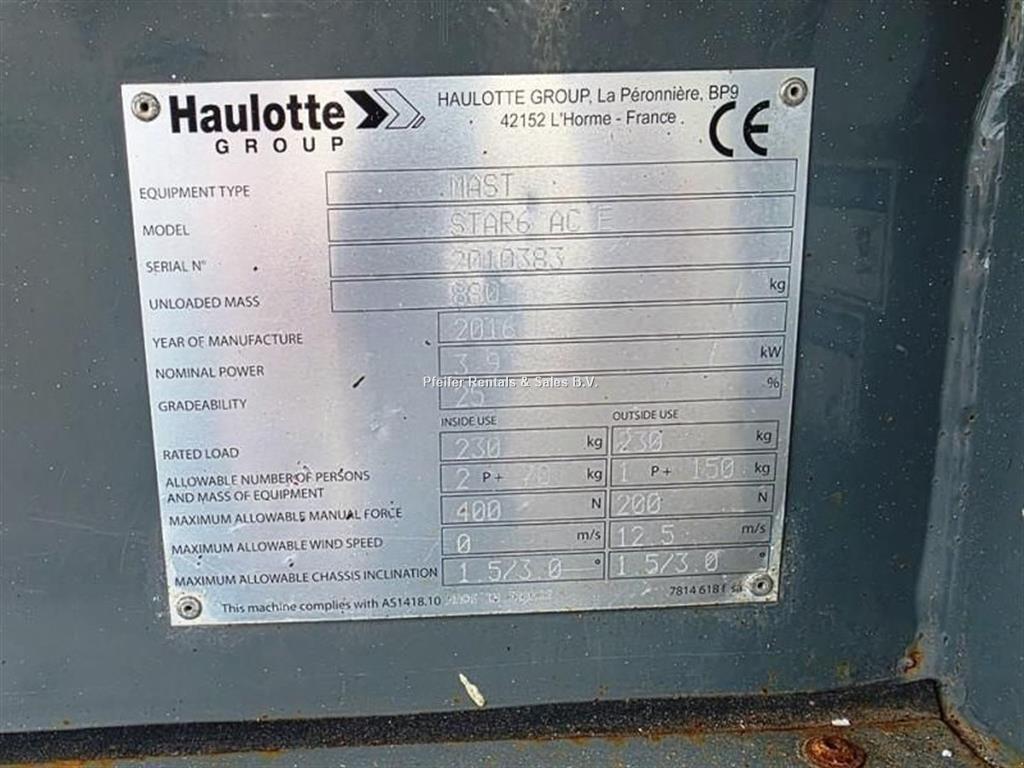 Haulotte
GROUP
HAULOTTE GROUP, La Péronnière, BP9
42152 L'Horme - France
CE
EQUIPMENT TYPE MAST
MODEL STAR6 AC E
SERIAL N° 2010383
UNLOADED MASS 890 kg
YEAR OF MANUFACTURE 2016
NOMINAL POWER 3.9 kW
Pfeifer Rentals & Sales B.V.
GRADEABILITY 25 %
INSIDE USE OUTSIDE USE
RATED LOAD 230 kg 230 kg
ALLOWABLE NUMBER OF PERSONS
AND MASS OF EQUIPMENT 2 P+ 70 kg 1 P+ 150 kg
MAXIMUM ALLOWABLE MANUAL FORCE 400 N 200 N
MAXIMUM ALLOWABLE WIND SPEED 0 m/s 12.5 m/s
MAXIMUM ALLOWABLE CHASSIS INCLINATION 1.5/3.0 ° 1.5/3.0 °
This machine complies with AS1418.10
7814 618 f